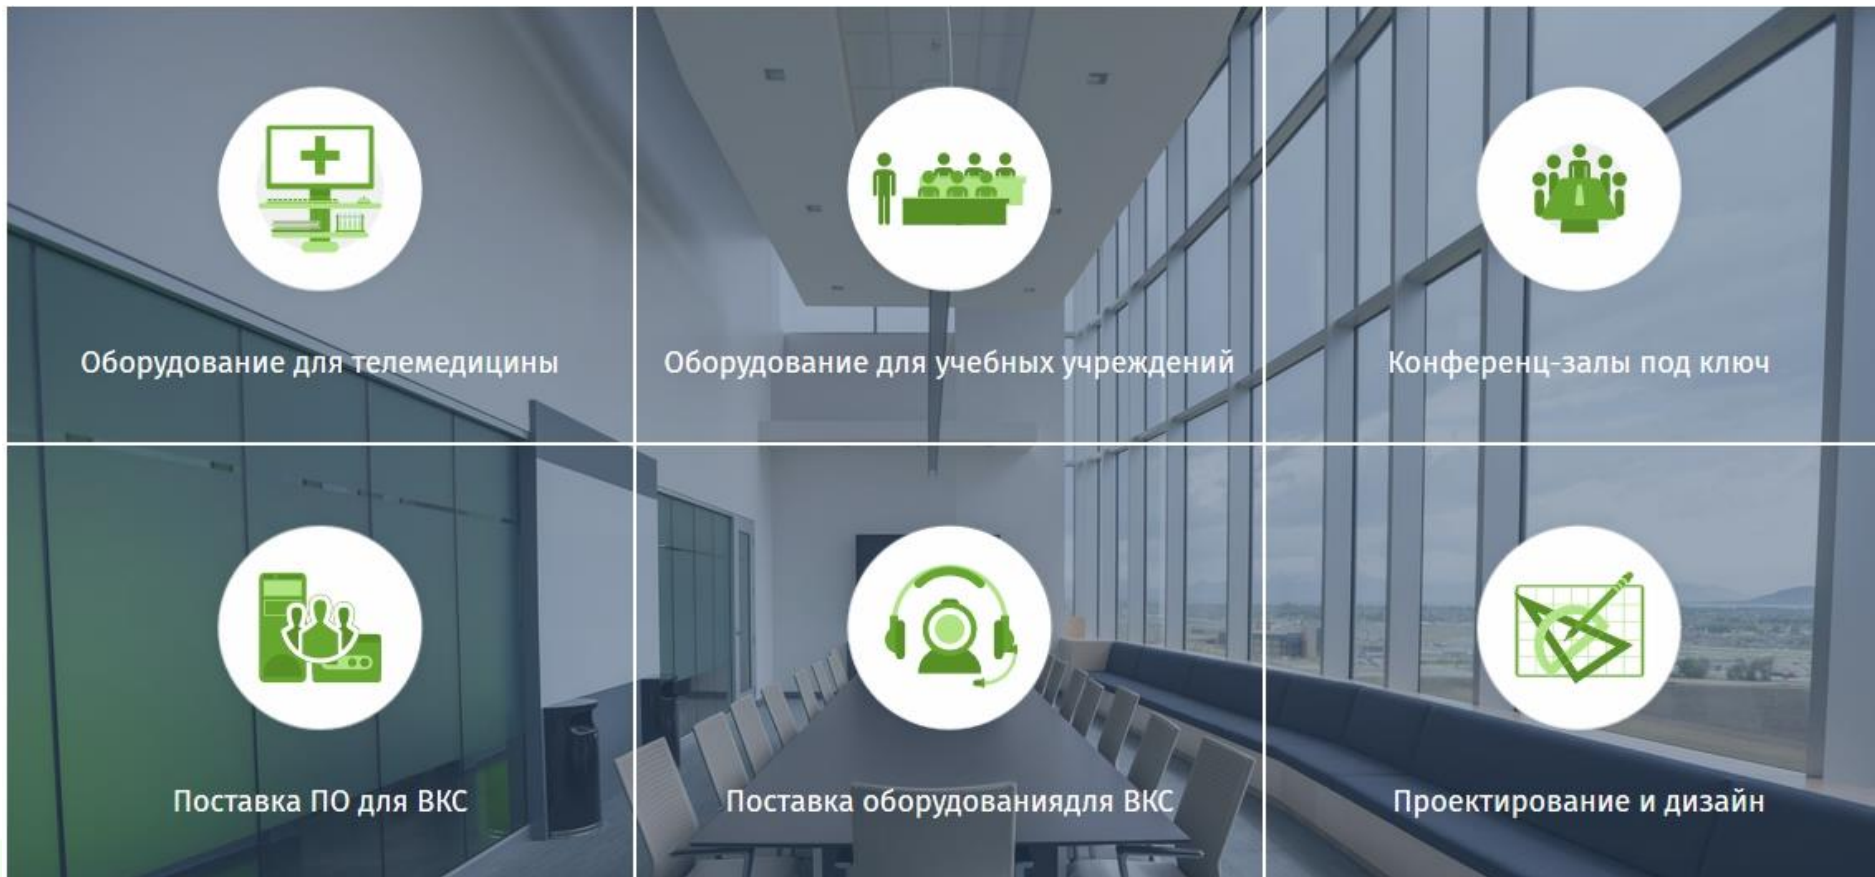 Оборудование для телемедицины
Оборудование для учебных учреждений
Конференц-залы под ключ
Поставка ПО для ВКС
Поставка оборудованиядля ВКС
Проектирование и дизайн